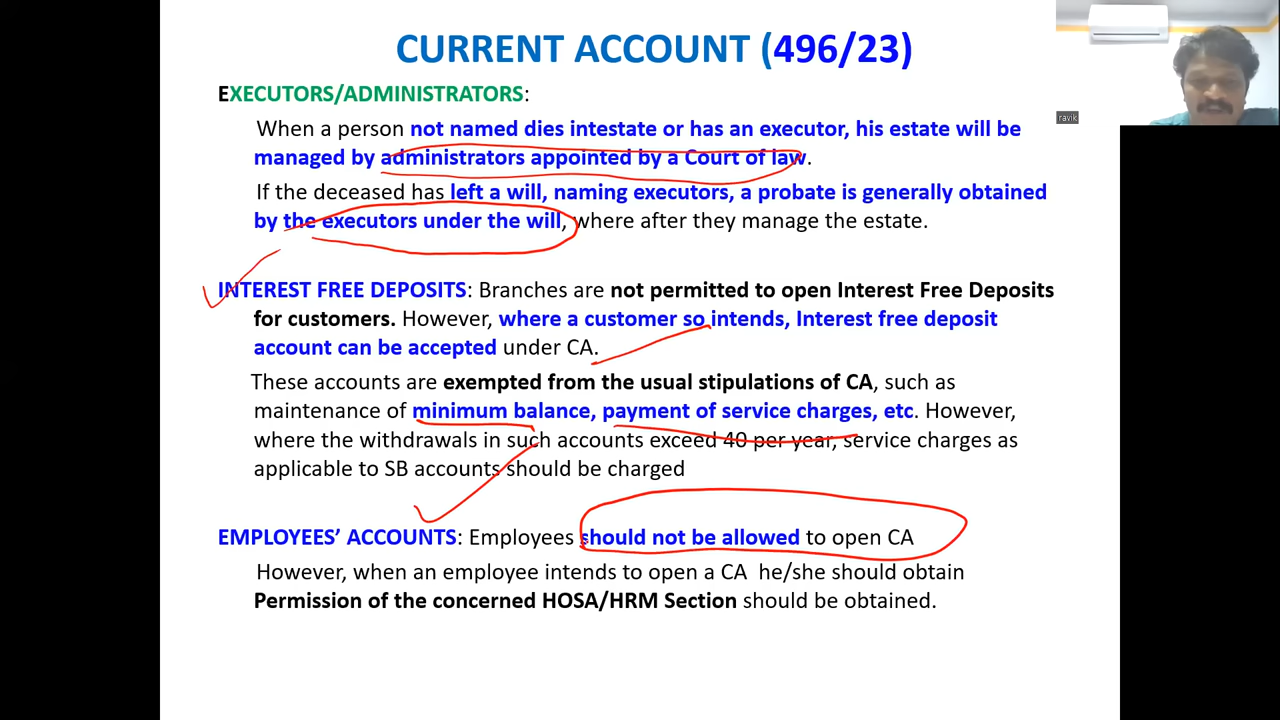 CURRENT ACCOUNT (496/23)
ravik
EXECUTORS/ADMINISTRATORS:
When a person not named dies intestate or has an executor, his estate will be
managed by administrators appointed by a Court of law.
If the deceased has left a will, naming executors, a probate is generally obtained
by the executors under the will, where after they manage the estate.
INTEREST FREE DEPOSITS: Branches are not permitted to open Interest Free Deposits
for customers. However, where a customer so intends, Interest free deposit
account can be accepted under CA.
These accounts are exempted from the usual stipulations of CA, such as
maintenance of minimum balance, payment of service charges, etc. However,
where the withdrawals in such accounts exceed 40 per year, service charges as
applicable to SB accounts should be charged
EMPLOYEES’ ACCOUNTS: Employees should not be allowed to open CA
However, when an employee intends to open a CA he/she should obtain
Permission of the concerned HOSA/HRM Section should be obtained.